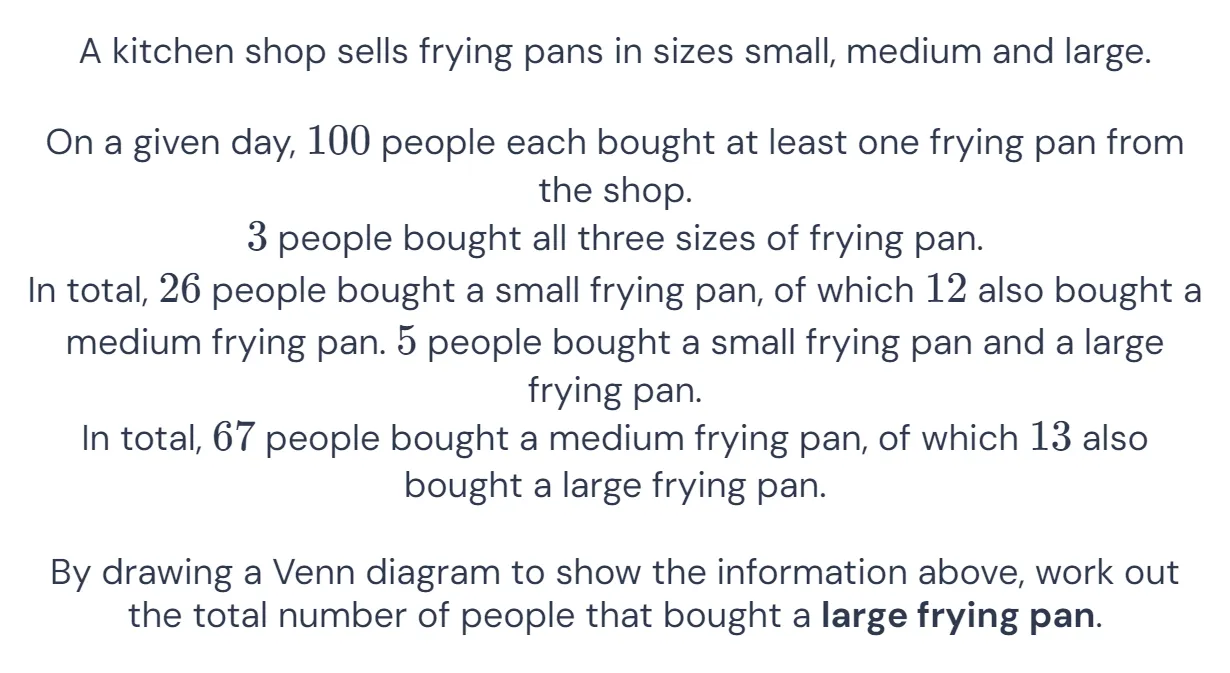 A kitchen shop sells frying pans in sizes small, medium and large.
On a given day, 100 people each bought at least one frying pan from
the shop.
3 people bought all three sizes of frying pan.
In total, 26 people bought a small frying pan, of which 12 also bought a
medium frying pan. 5 people bought a small frying pan and a large
frying pan.
In total, 67 people bought a medium frying pan, of which 13 also
bought a large frying pan.
By drawing a Venn diagram to show the information above, work out
the total number of people that bought a large frying pan.